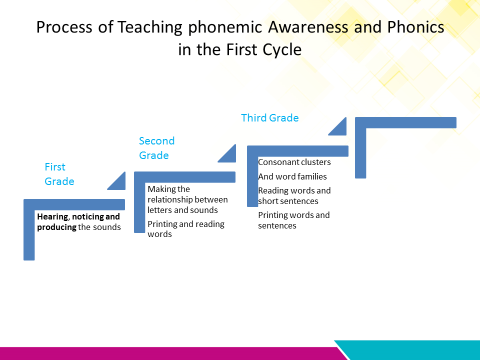 Process of Teaching phonemic Awareness and Phonics
in the First Cycle
First
Grade
Hearing, noticing and
producing the sounds
Second
Grade
Making the
relationship between
letters and sounds
Printing and reading
words
Third Grade
Consonant clusters
And word families
Reading words and
short sentences
Printing words and
sentences